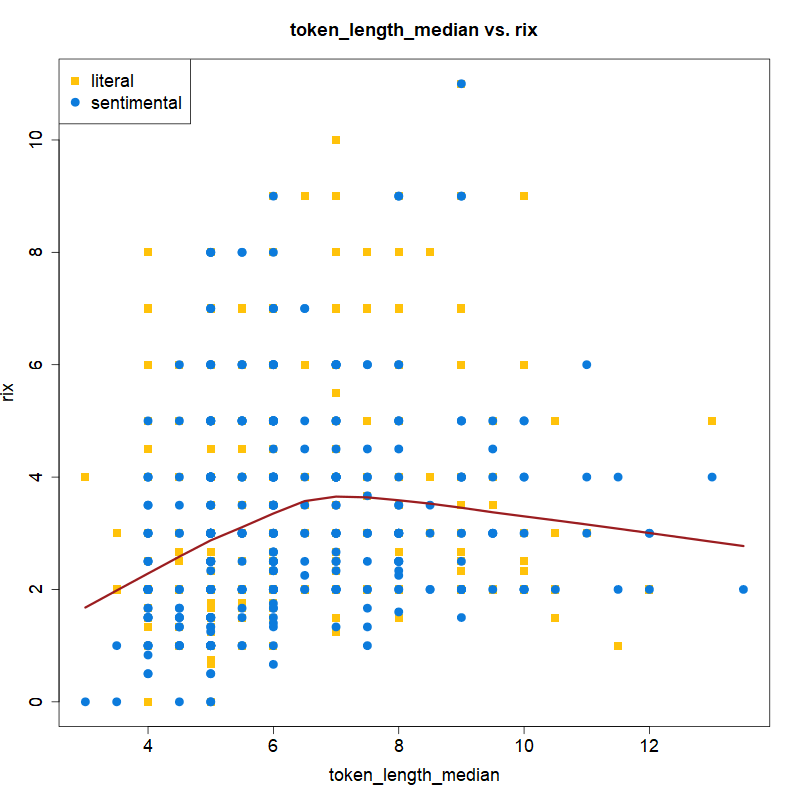 token_length_median vs. rix
literal
sentimental
rix
0
2
4
6
8
10
4
6
8
10
12
token_length_median